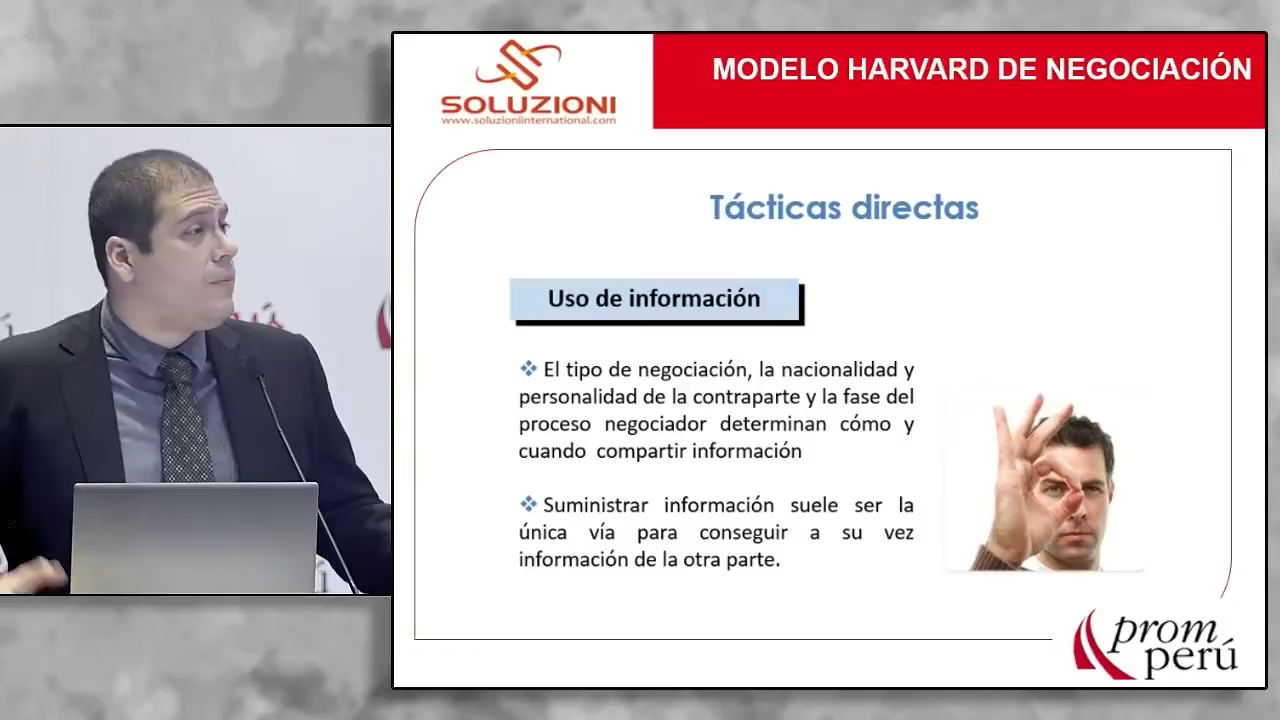 SOLUZIONI
www.soluzioniinternational.com
MODELO HARVARD DE NEGOCIACIÓN
Tácticas directas
Uso de información
El tipo de negociación, la nacionalidad y
personalidad de la contraparte y la fase del
proceso negociador determinan cómo y
cuando compartir información
Suministrar información suele ser la
única vía para conseguir a su vez
información de la otra parte.
prom
perú